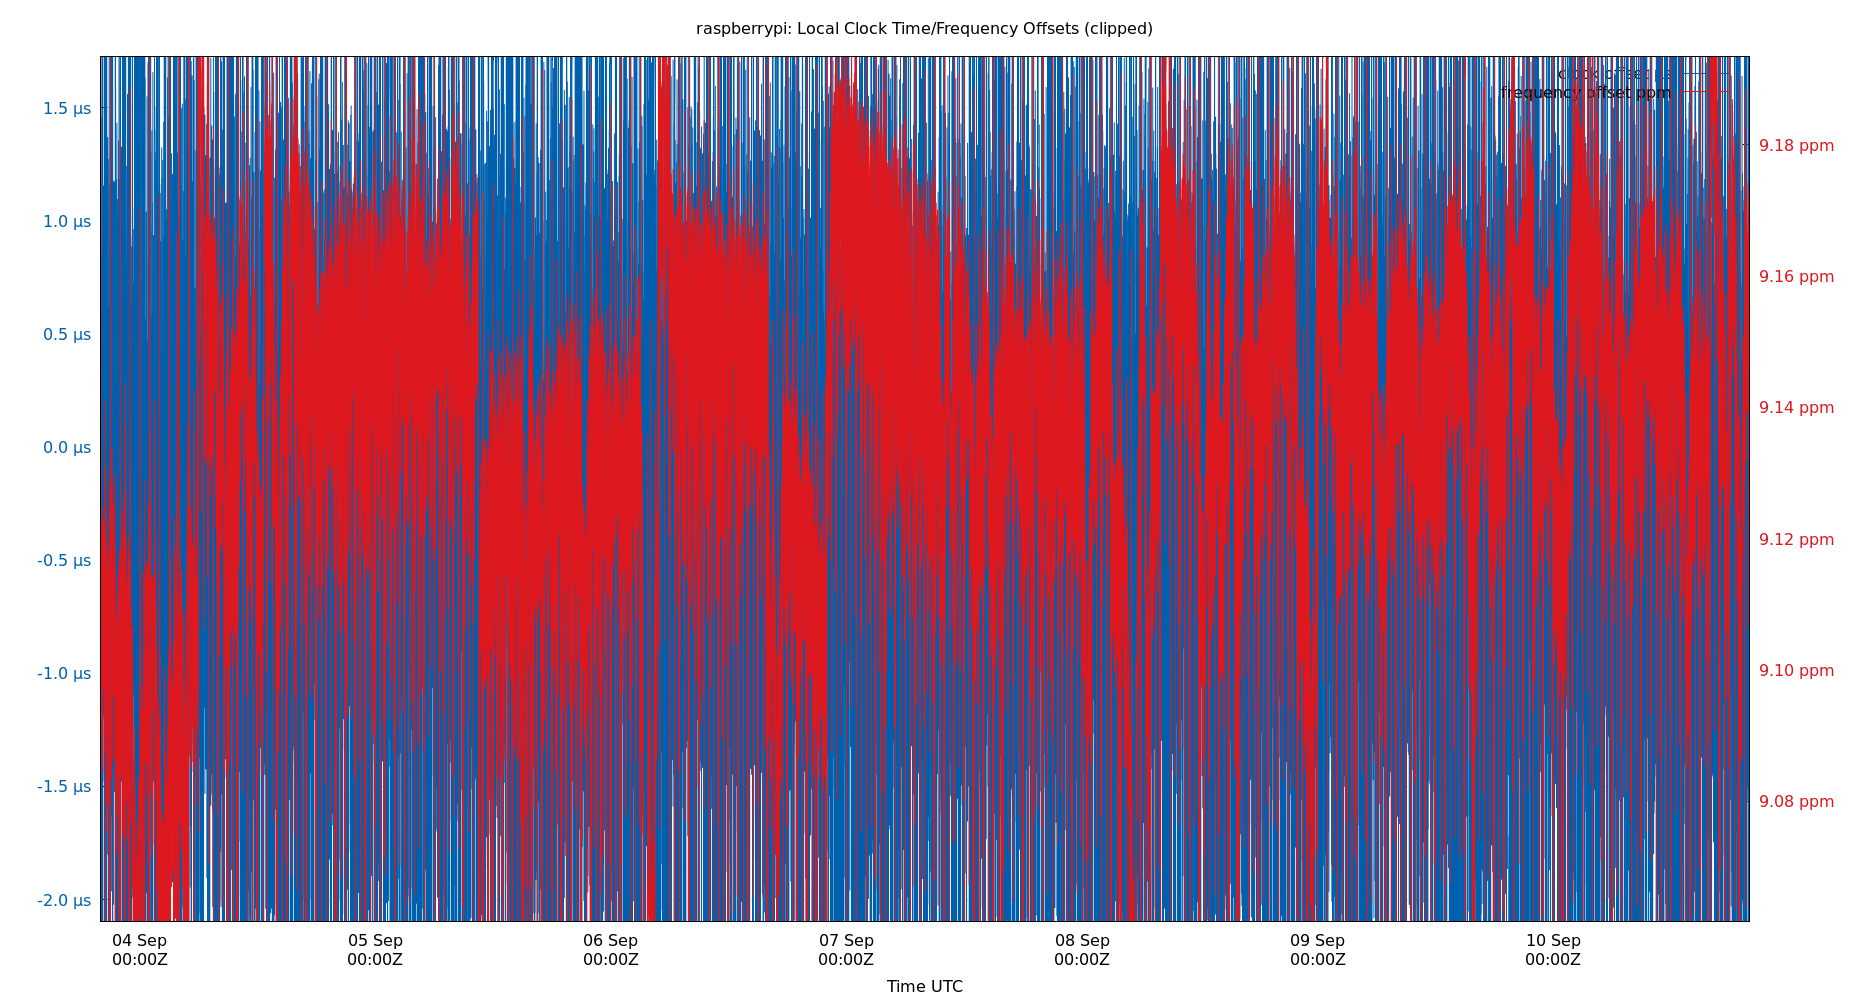 raspberrypi: Local Clock Time/Frequency Offsets (clipped)
clock offset µs
frequency offset ppm
1.5 µs
1.0 µs
0.5 µs
0.0 µs
-0.5 µs
-1.0 µs
-1.5 µs
-2.0 µs
9.18 ppm
9.16 ppm
9.14 ppm
9.12 ppm
9.10 ppm
9.08 ppm
04 Sep 05 Sep 06 Sep 07 Sep 08 Sep 09 Sep 10 Sep
00:00Z 00:00Z 00:00Z 00:00Z 00:00Z 00:00Z 00:00Z
Time UTC